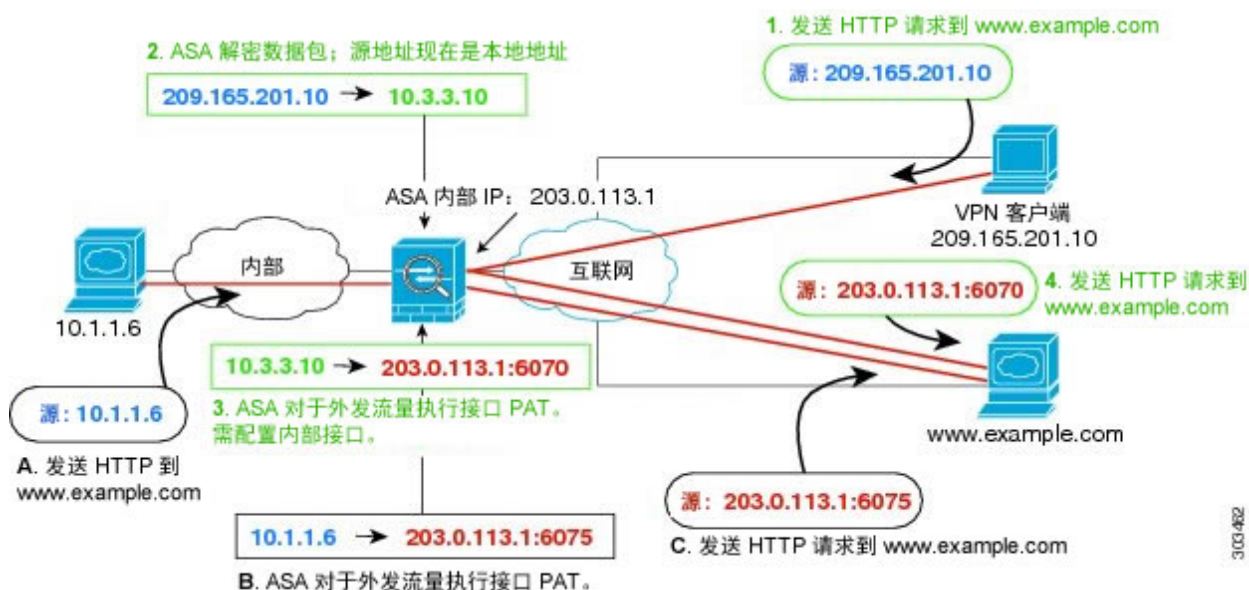 1. 发送 HTTP 请求到 www.example.com
源: 209.165.201.10
2. ASA 解密数据包；源地址现在是本地地址
209.165.201.10 → 10.3.3.10
ASA 内部 IP： 203.0.113.1
VPN 客户端
209.165.201.10
内部
互联网
10.1.1.6
源: 203.0.113.1:6070
4. 发送 HTTP 请求到
www.example.com
10.3.3.10 → 203.0.113.1:6070
3. ASA 对于外发流量执行接口 PAT。
需配置内部接口。
源: 10.1.1.6
www.example.com
A. 发送 HTTP 到
www.example.com
源: 203.0.113.1:6075
10.1.1.6 → 203.0.113.1:6075
C. 发送 HTTP 请求到 www.example.com
B. ASA 对于外发流量执行接口 PAT。
303462